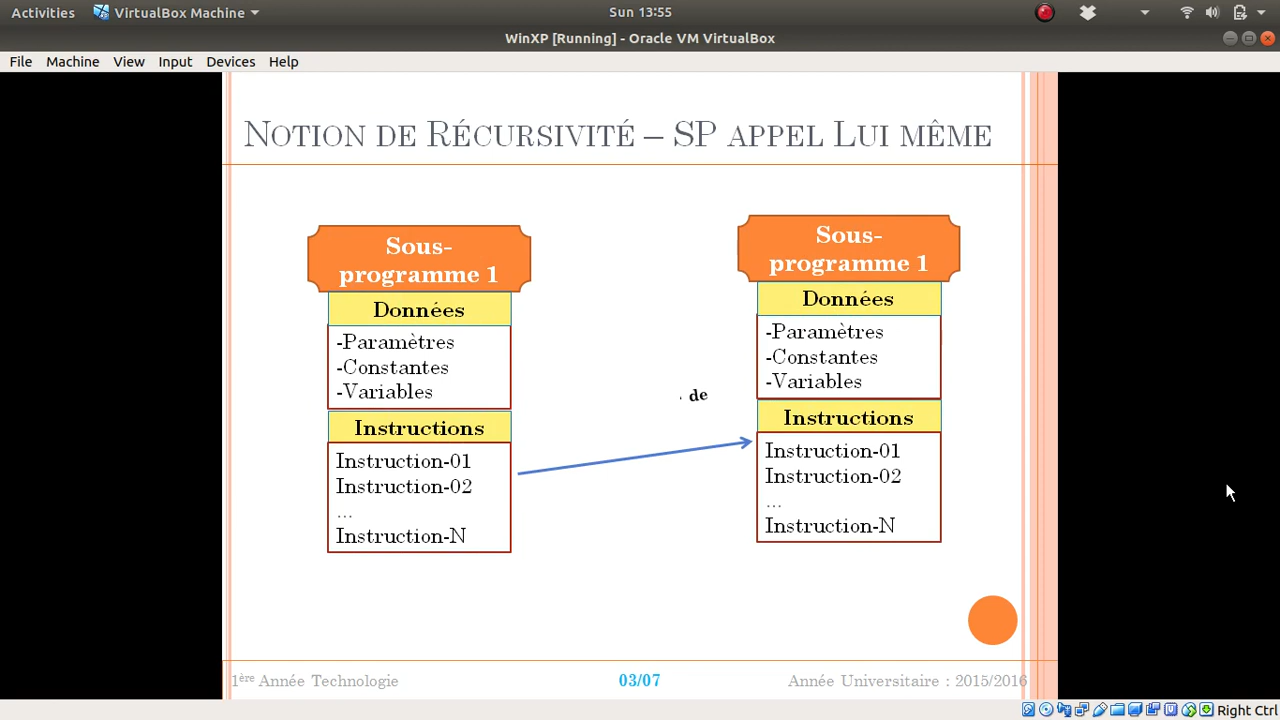 Activities VirtualBox Machine Sun 13:55
WinXP [Running] - Oracle VM VirtualBox
File Machine View Input Devices Help
Notion de Récursivité – SP appel Lui même
Sous-
programme 1
Données
-Paramètres
-Constantes
-Variables
Instructions
Instruction-01
Instruction-02
...
Instruction-N
de
Sous-
programme 1
Données
-Paramètres
-Constantes
-Variables
Instructions
Instruction-01
Instruction-02
...
Instruction-N
1ère Année Technologie 03/07 Année Universitaire : 2015/2016
Right Ctrl